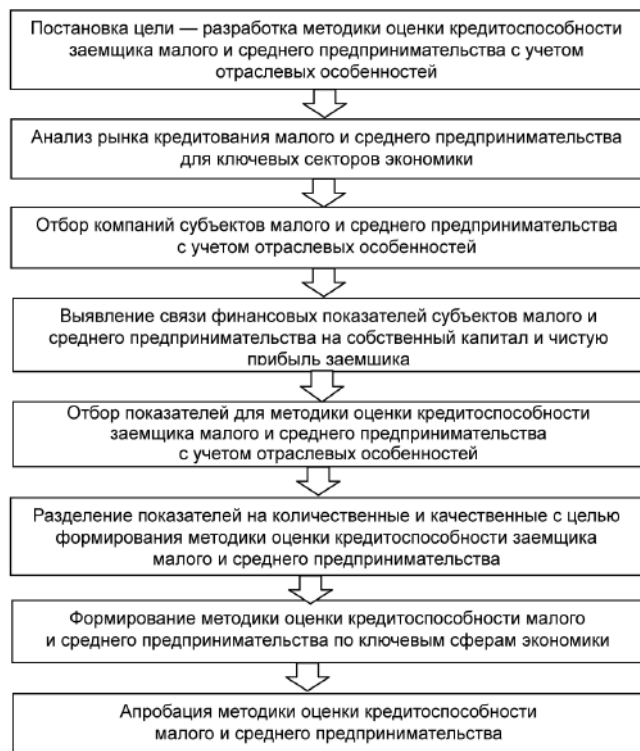 Постановка цели — разработка методики оценки кредитоспособности
заемщика малого и среднего предпринимательства с учетом
отраслевых особенностей
Анализ рынка кредитования малого и среднего предпринимательства
для ключевых секторов экономики
Отбор компаний субъектов малого и среднего предпринимательства
с учетом отраслевых особенностей
Выявление связи финансовых показателей субъектов малого и
среднего предпринимательства на собственный капитал и чистую
прибыль заемщика
Отбор показателей для методики оценки кредитоспособности
заемщика малого и среднего предпринимательства
с учетом отраслевых особенностей
Разделение показателей на количественные и качественные с целью
формирования методики оценки кредитоспособности заемщика
малого и среднего предпринимательства
Формирование методики оценки кредитоспособности малого
и среднего предпринимательства по ключевым сферам экономики
Апробация методики оценки кредитоспособности
малого и среднего предпринимательства